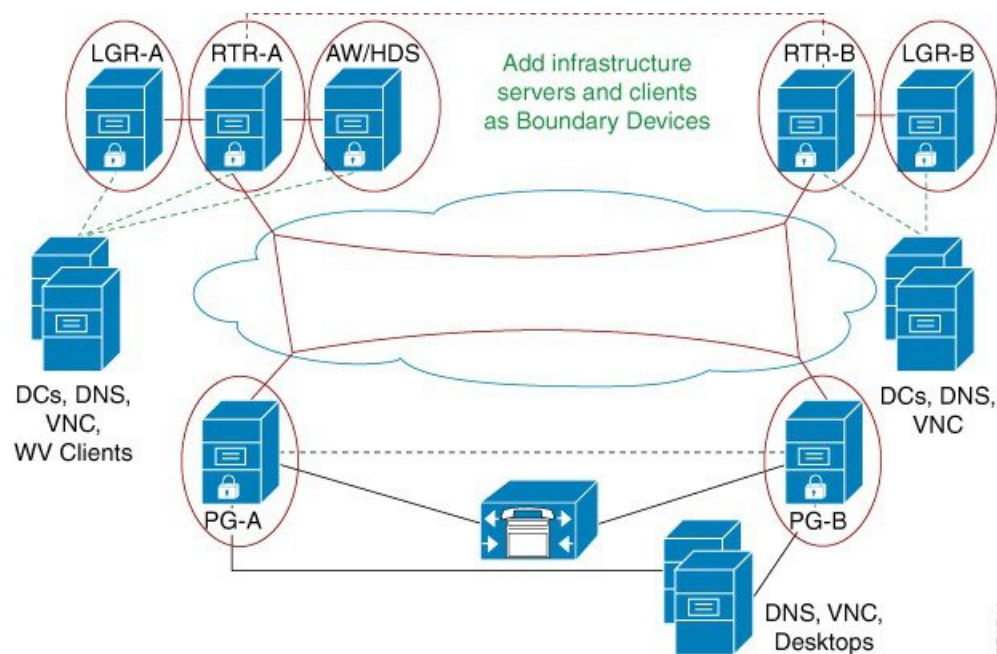 LGR-A
RTR-A
AW/HDS
Add infrastructure
servers and clients
as Boundary Devices
RTR-B
LGR-B
DCs, DNS,
VNC,
WV Clients
DCs, DNS,
VNC
PG-A
PG-B
DNS, VNC,
Desktops